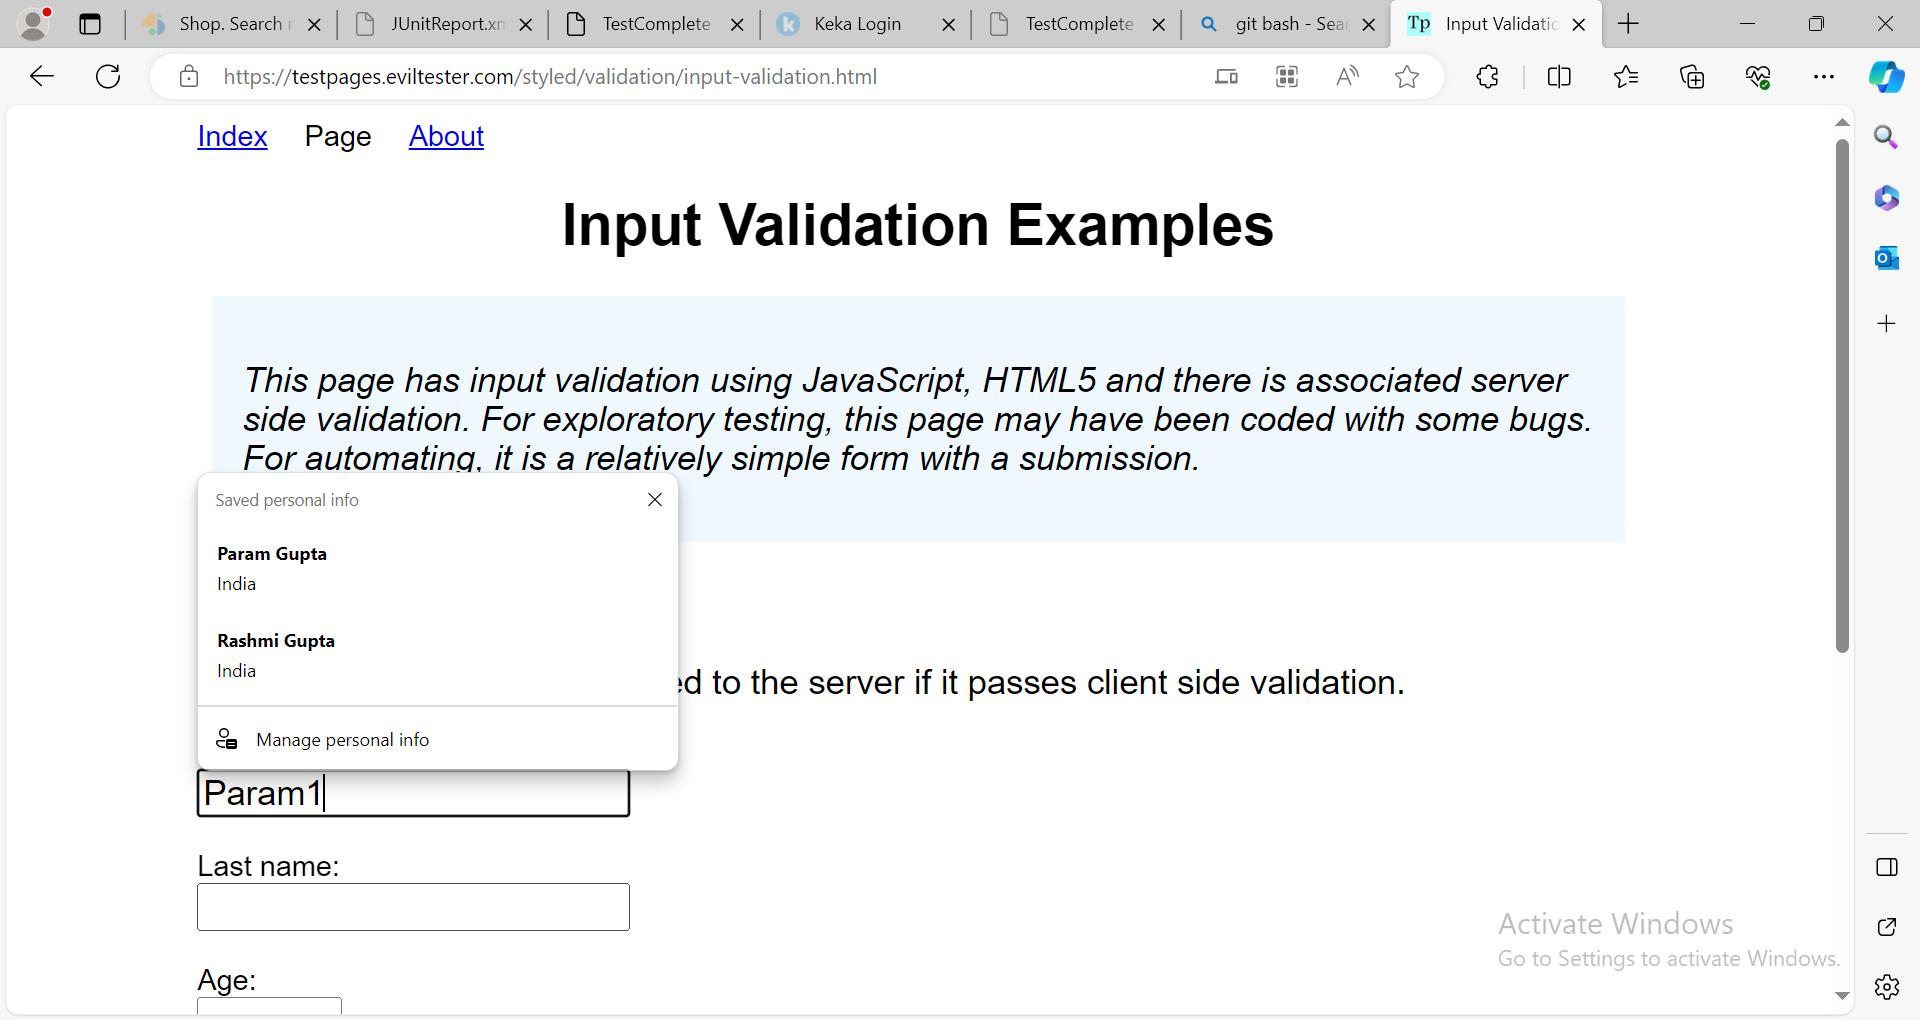 Shop. Search r
JUnitReport.xm
TestComplete
Keka Login
TestComplete
git bash - Sear
Tp Input Validatio
https://testpages.eviltester.com/styled/validation/input-validation.html
Index Page About
Input Validation Examples
This page has input validation using JavaScript, HTML5 and there is associated server
side validation. For exploratory testing, this page may have been coded with some bugs.
For automating, it is a relatively simple form with a submission.
Saved personal info
Param Gupta
India
Rashmi Gupta
India
ed to the server if it passes client side validation.
Manage personal info
Param1
Last name:
Age:
Activate Windows
Go to Settings to activate Windows.